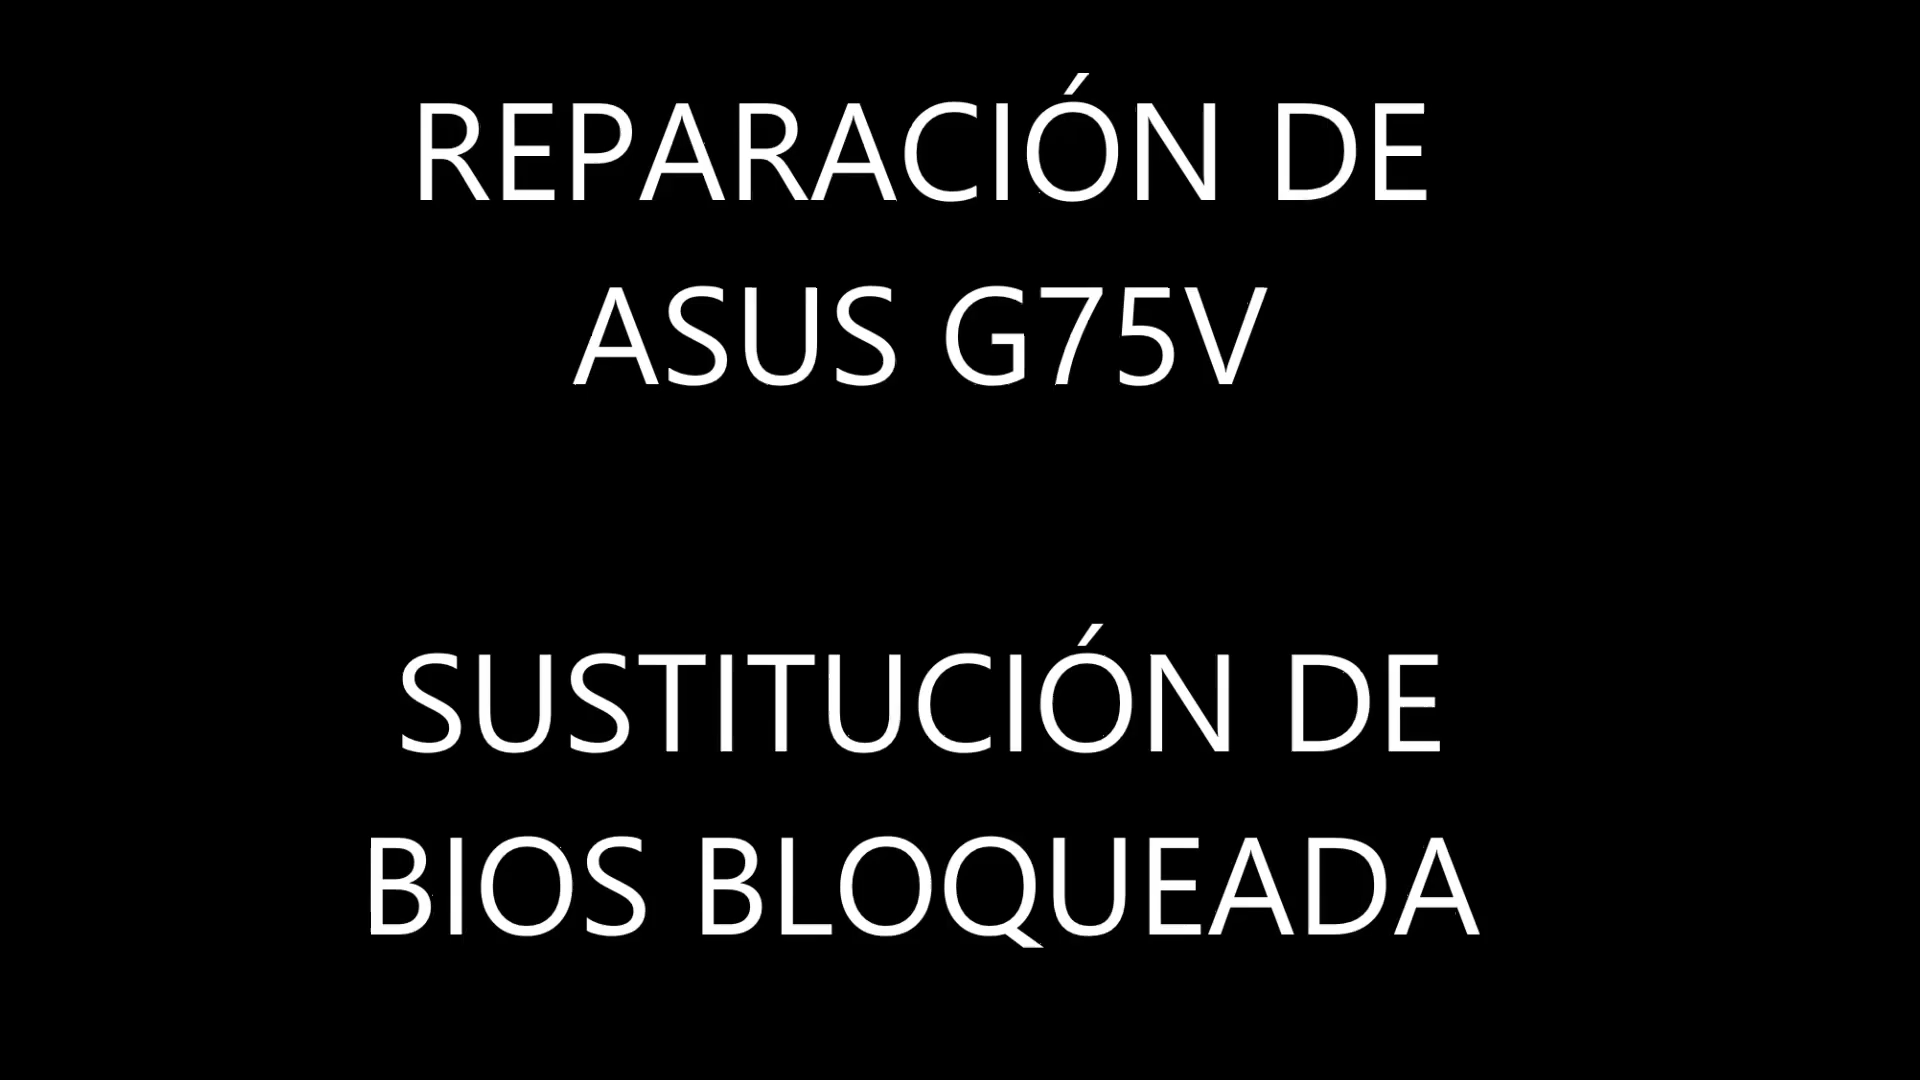 REPARACIÓN DE
ASUS G75V
SUSTITUCIÓN DE
BIOS BLOQUEADA